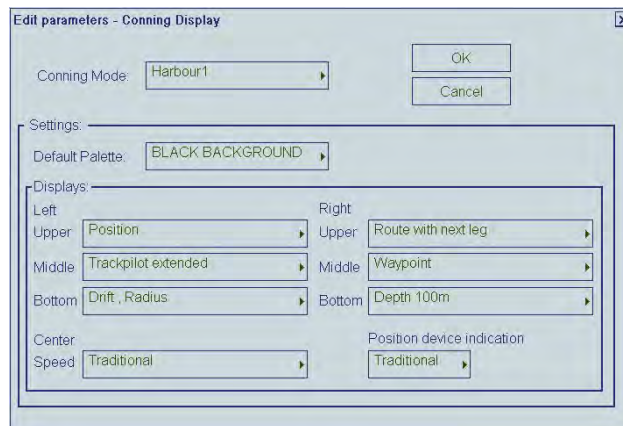 Edit parameters - Conning Display
Conning Mode: Harbour1
OK
Cancel
Settings:
Default Palette: BLACK BACKGROUND
Displays:
Left Right
Upper Position Upper Route with next leg
Middle Trackpilot extended Middle Waypoint
Bottom Drift , Radius Bottom Depth 100m
Center Position device indication
Speed Traditional Traditional